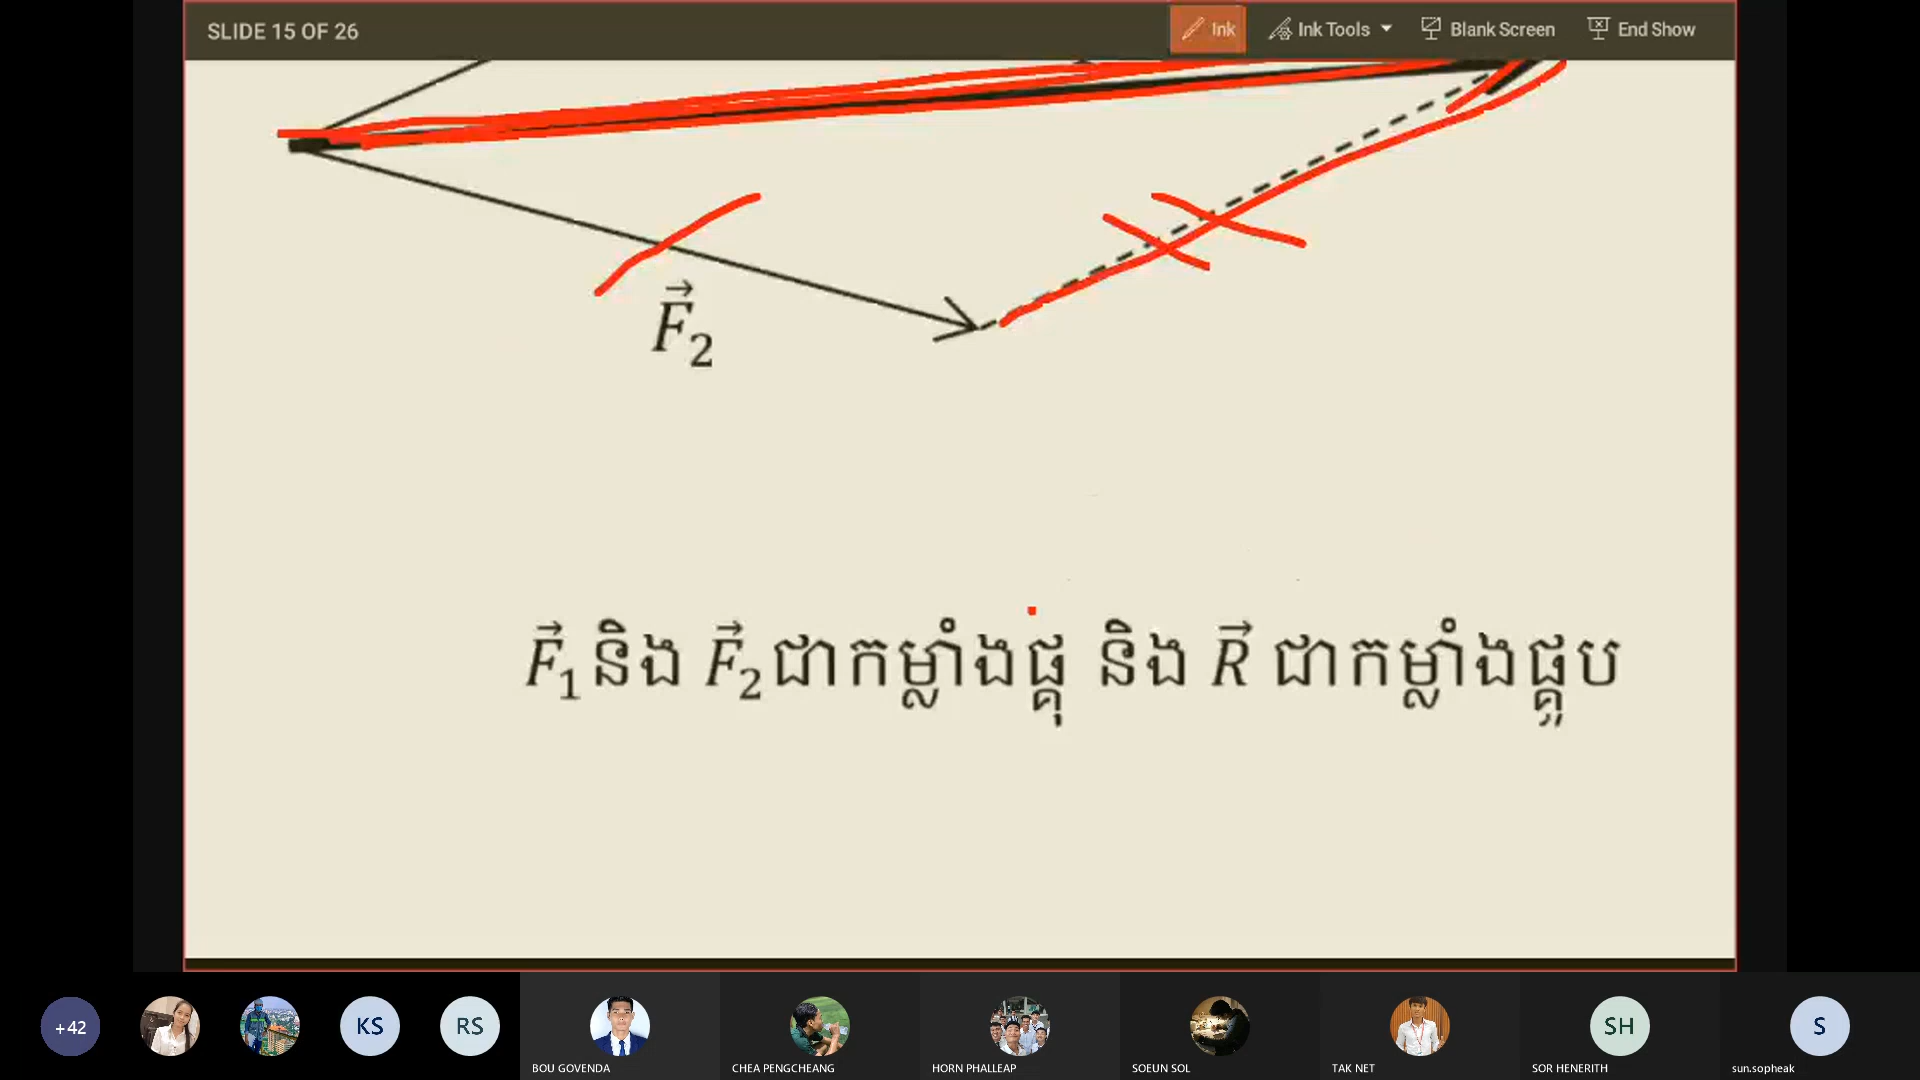 SLIDE 15 OF 26
Ink Ink Tools Blank Screen End Show
F⃗₂
F⃗₁ និង F⃗₂ ជាកម្លាំងផ្គុំ និង R⃗ ជាកម្លាំងផ្គួប
+42 KS RS SH S
BOU GOVENDA CHEA PENGCHEANG HORN PHALLEAP SOEUN SOL TAK NET SOR HENERITH sun.sopheak